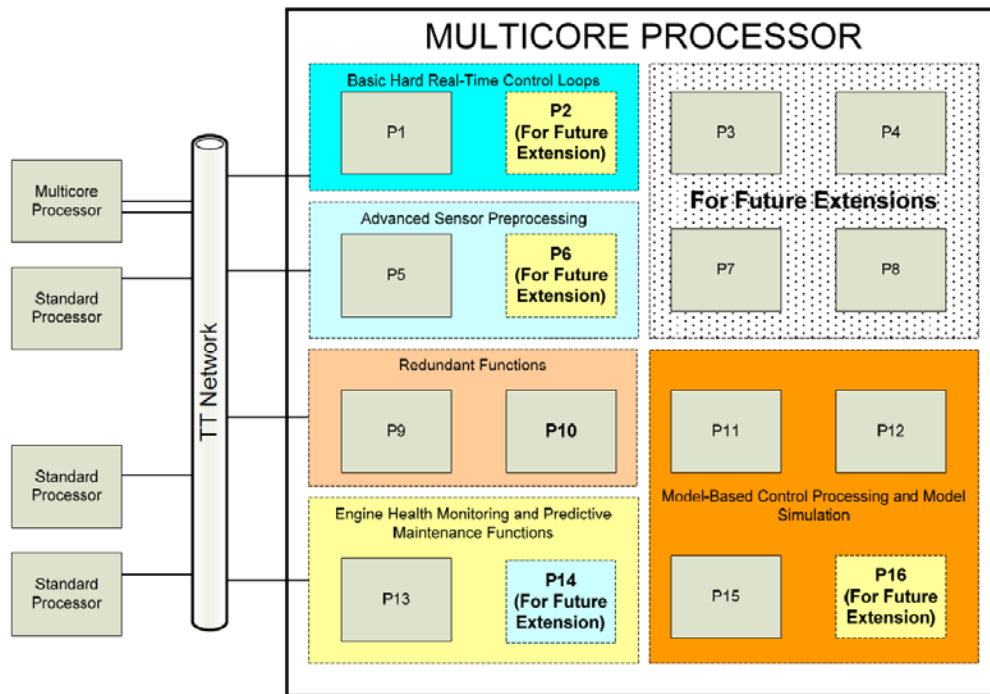 MULTICORE PROCESSOR
Basic Hard Real-Time Control Loops
P1
P2
(For Future
Extension)
P3
P4
For Future Extensions
P7
P8
Advanced Sensor Preprocessing
P5
P6
(For Future
Extension)
Redundant Functions
P9
P10
P11
P12
Model-Based Control Processing and Model
Simulation
P15
P16
(For Future
Extension)
Engine Health Monitoring and Predictive
Maintenance Functions
P13
P14
(For Future
Extension)
TT Network
Multicore
Processor
Standard
Processor
Standard
Processor
Standard
Processor